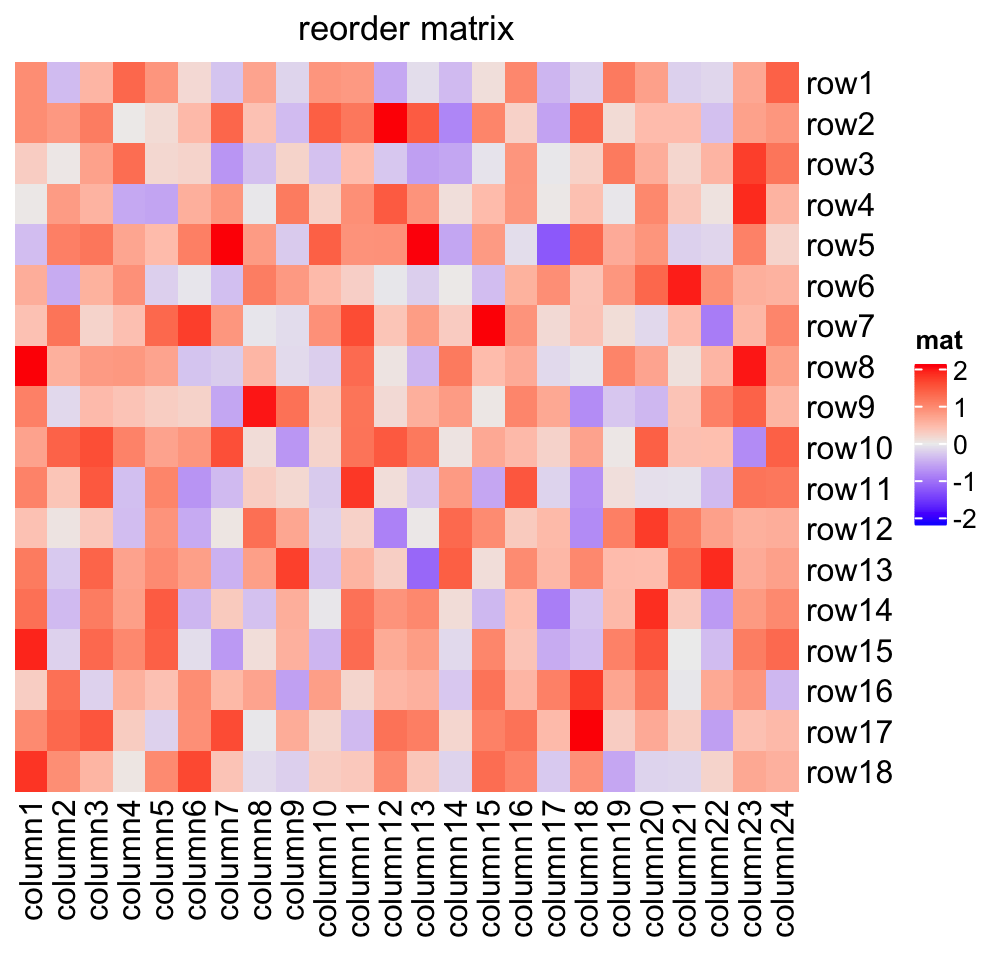 reorder matrix
row1
row2
row3
row4
row5
row6
row7
row8
row9
row10
row11
row12
row13
row14
row15
row16
row17
row18
column1
column2
column3
column4
column5
column6
column7
column8
column9
column10
column11
column12
column13
column14
column15
column16
column17
column18
column19
column20
column21
column22
column23
column24
mat
2
1
0
-1
-2